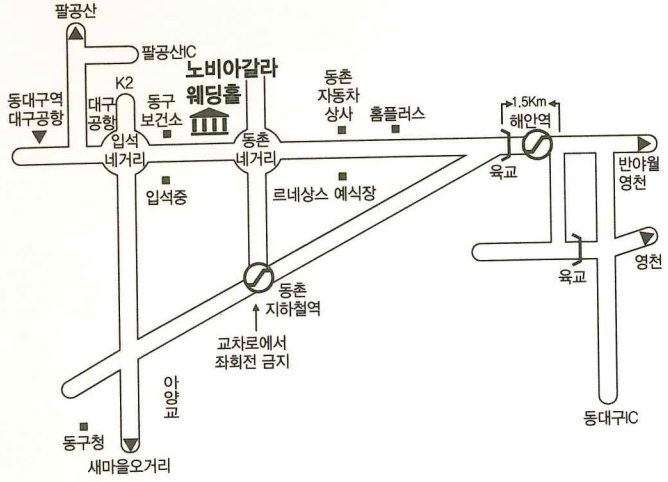 팔공산
팔공산IC
K2
노비아갈라
웨딩홀
동대구역
대구공항
대구
공항
동구
보건소
동촌
자동차
상사
홈플러스
1.5Km
해안역
입석
네거리
동촌
네거리
입석중
르네상스 예식장
육교
반야월
영천
육교
영천
동촌
지하철역
교차로에서
좌회전 금지
아양교
동구청
새마을오거리
동대구IC